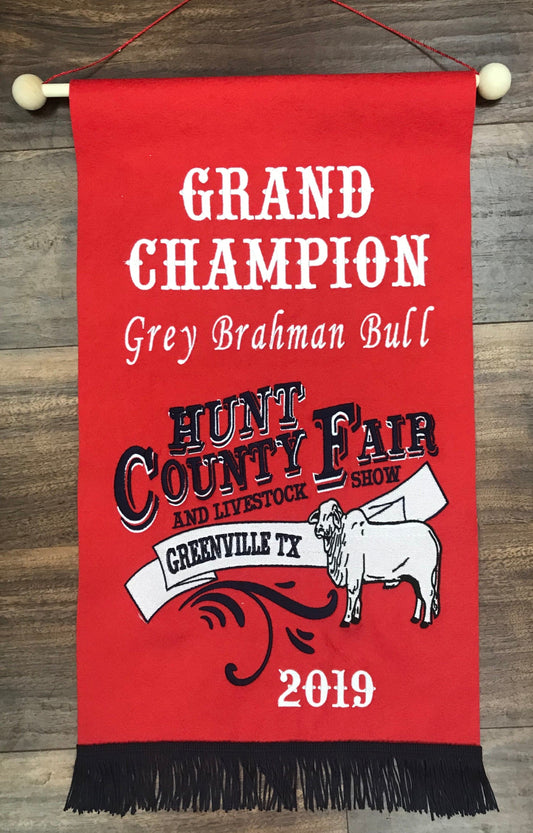 GRAND
CHAMPION
Grey Brahman Bull
HUNT
COUNTY FAIR
AND LIVESTOCK SHOW
GREENVILLE TX
2019